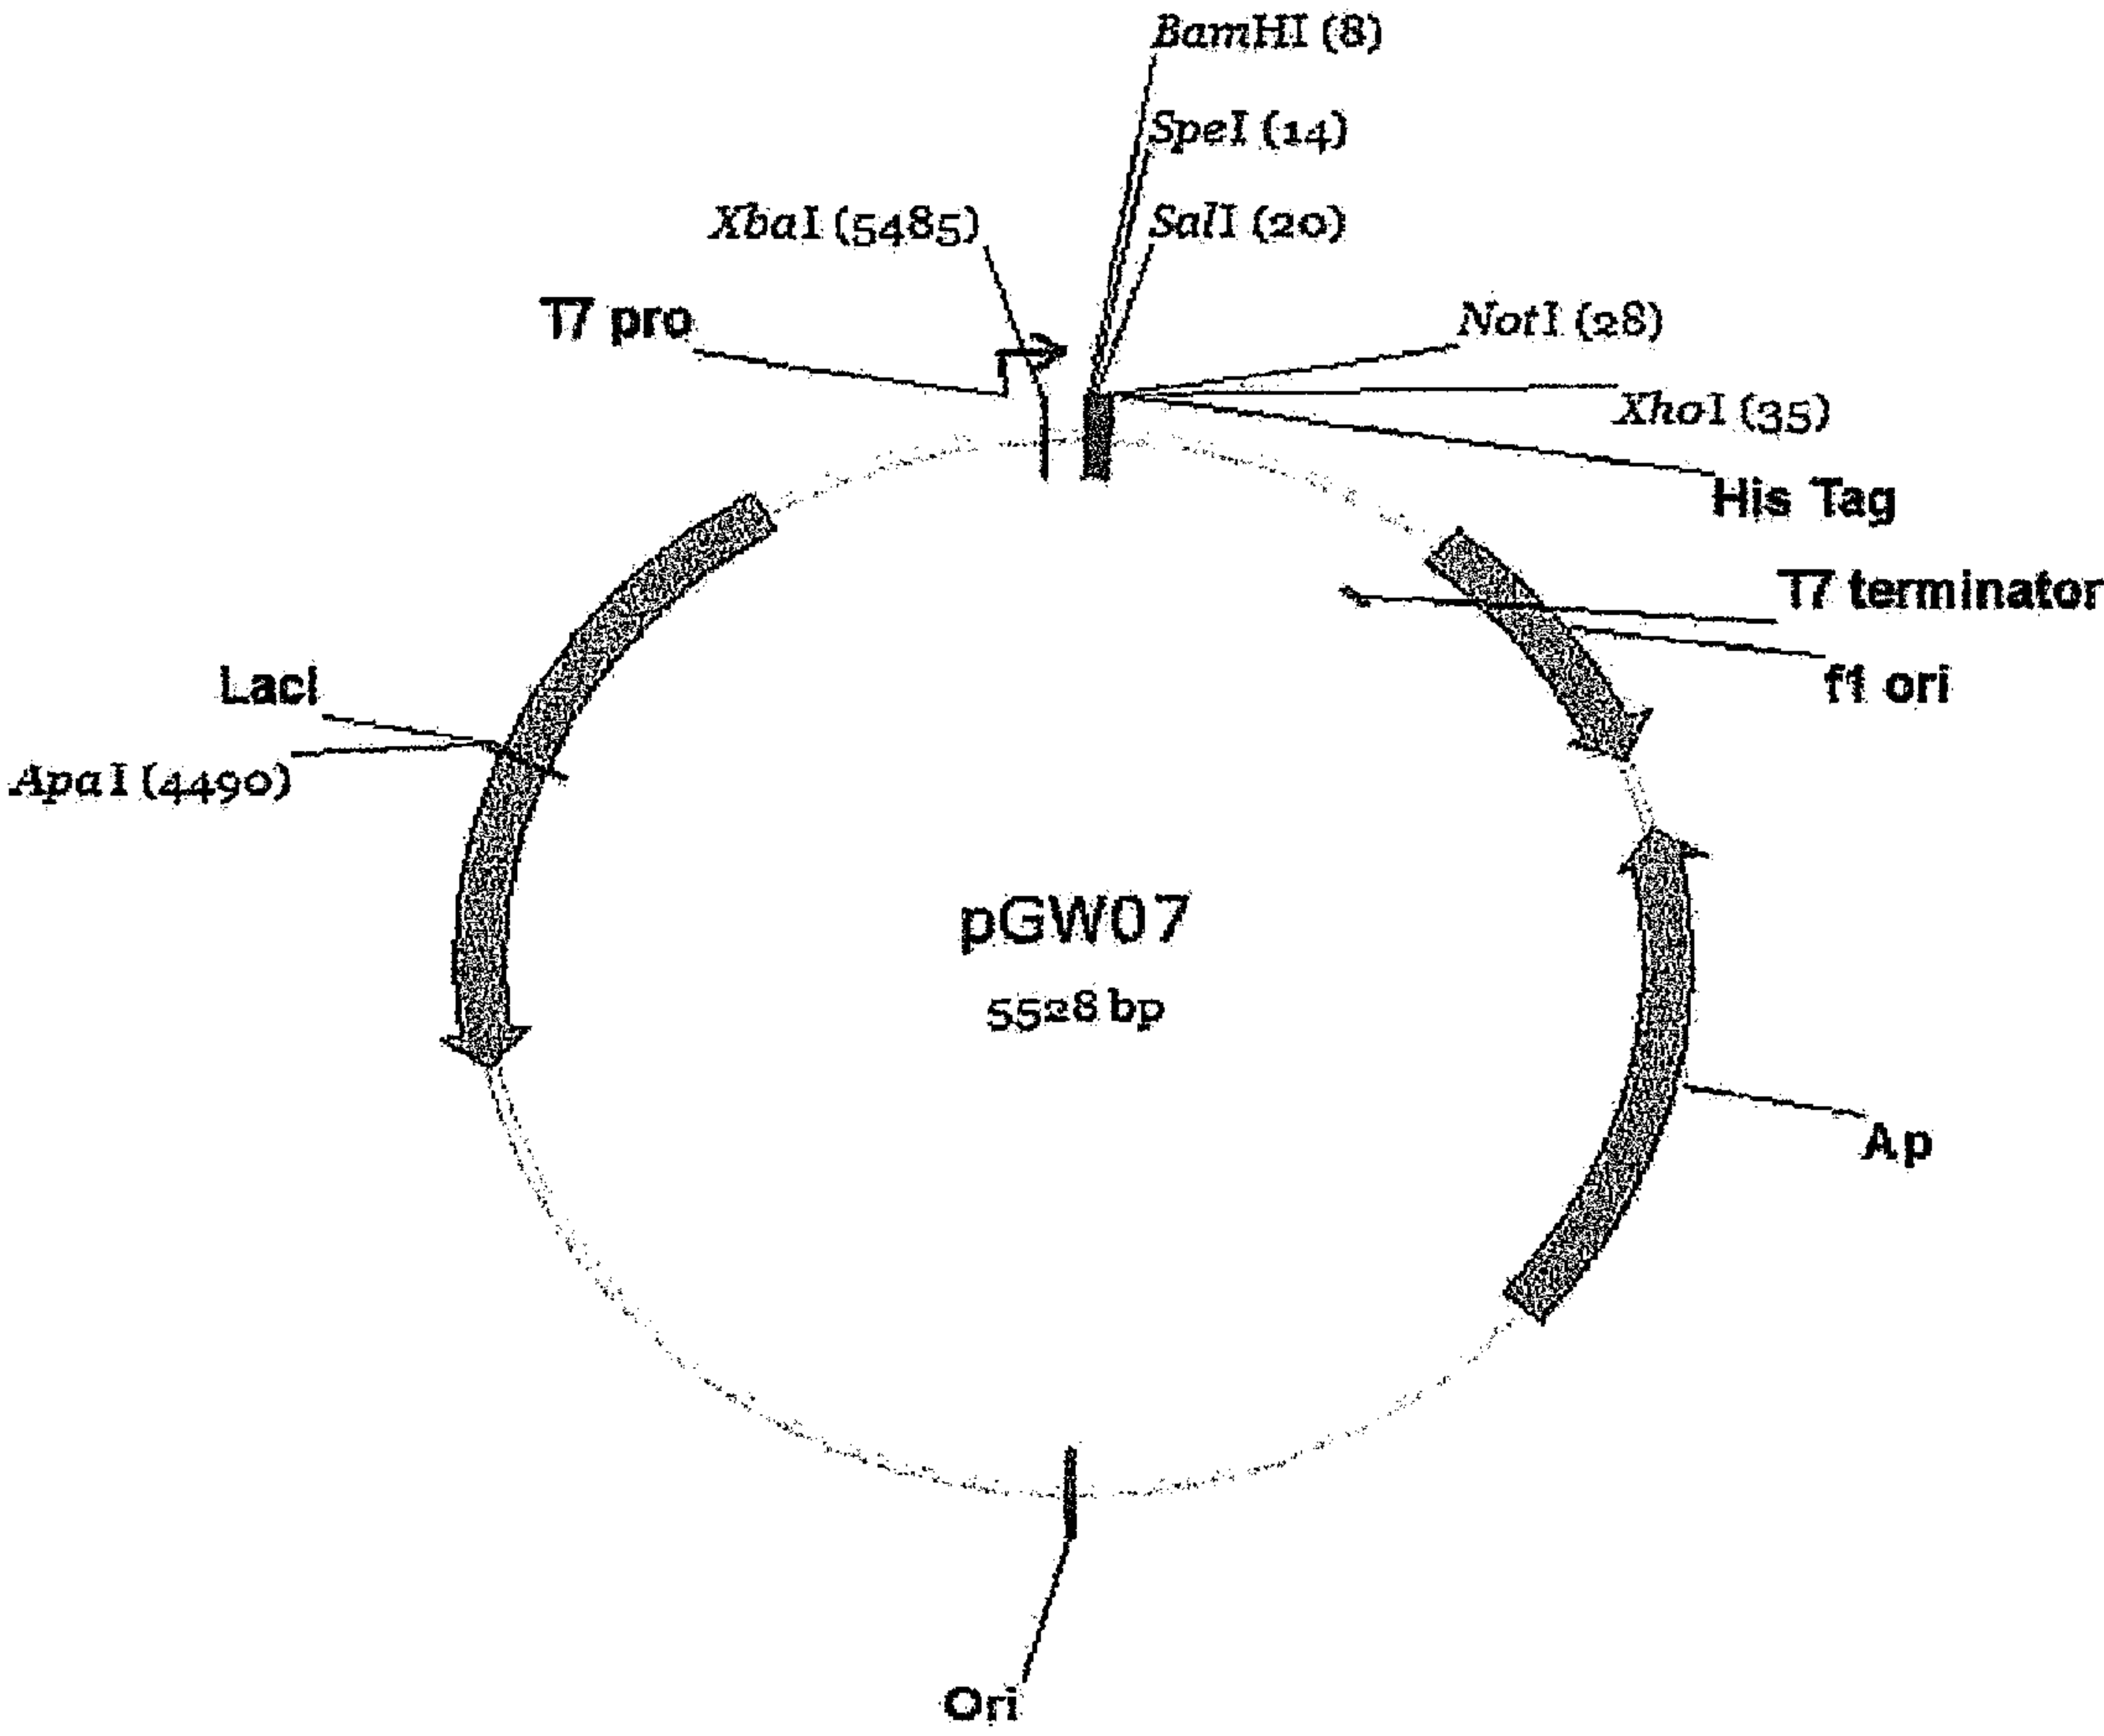 BamHI (8)
SpeI (14)
XbaI (5485)
SalI (20)
T7 pro
NotI (28)
XhoI (35)
His Tag
T7 terminator
LacI
f1 ori
ApaI (4490)
pGW07
5528 bp
Ap
Ori